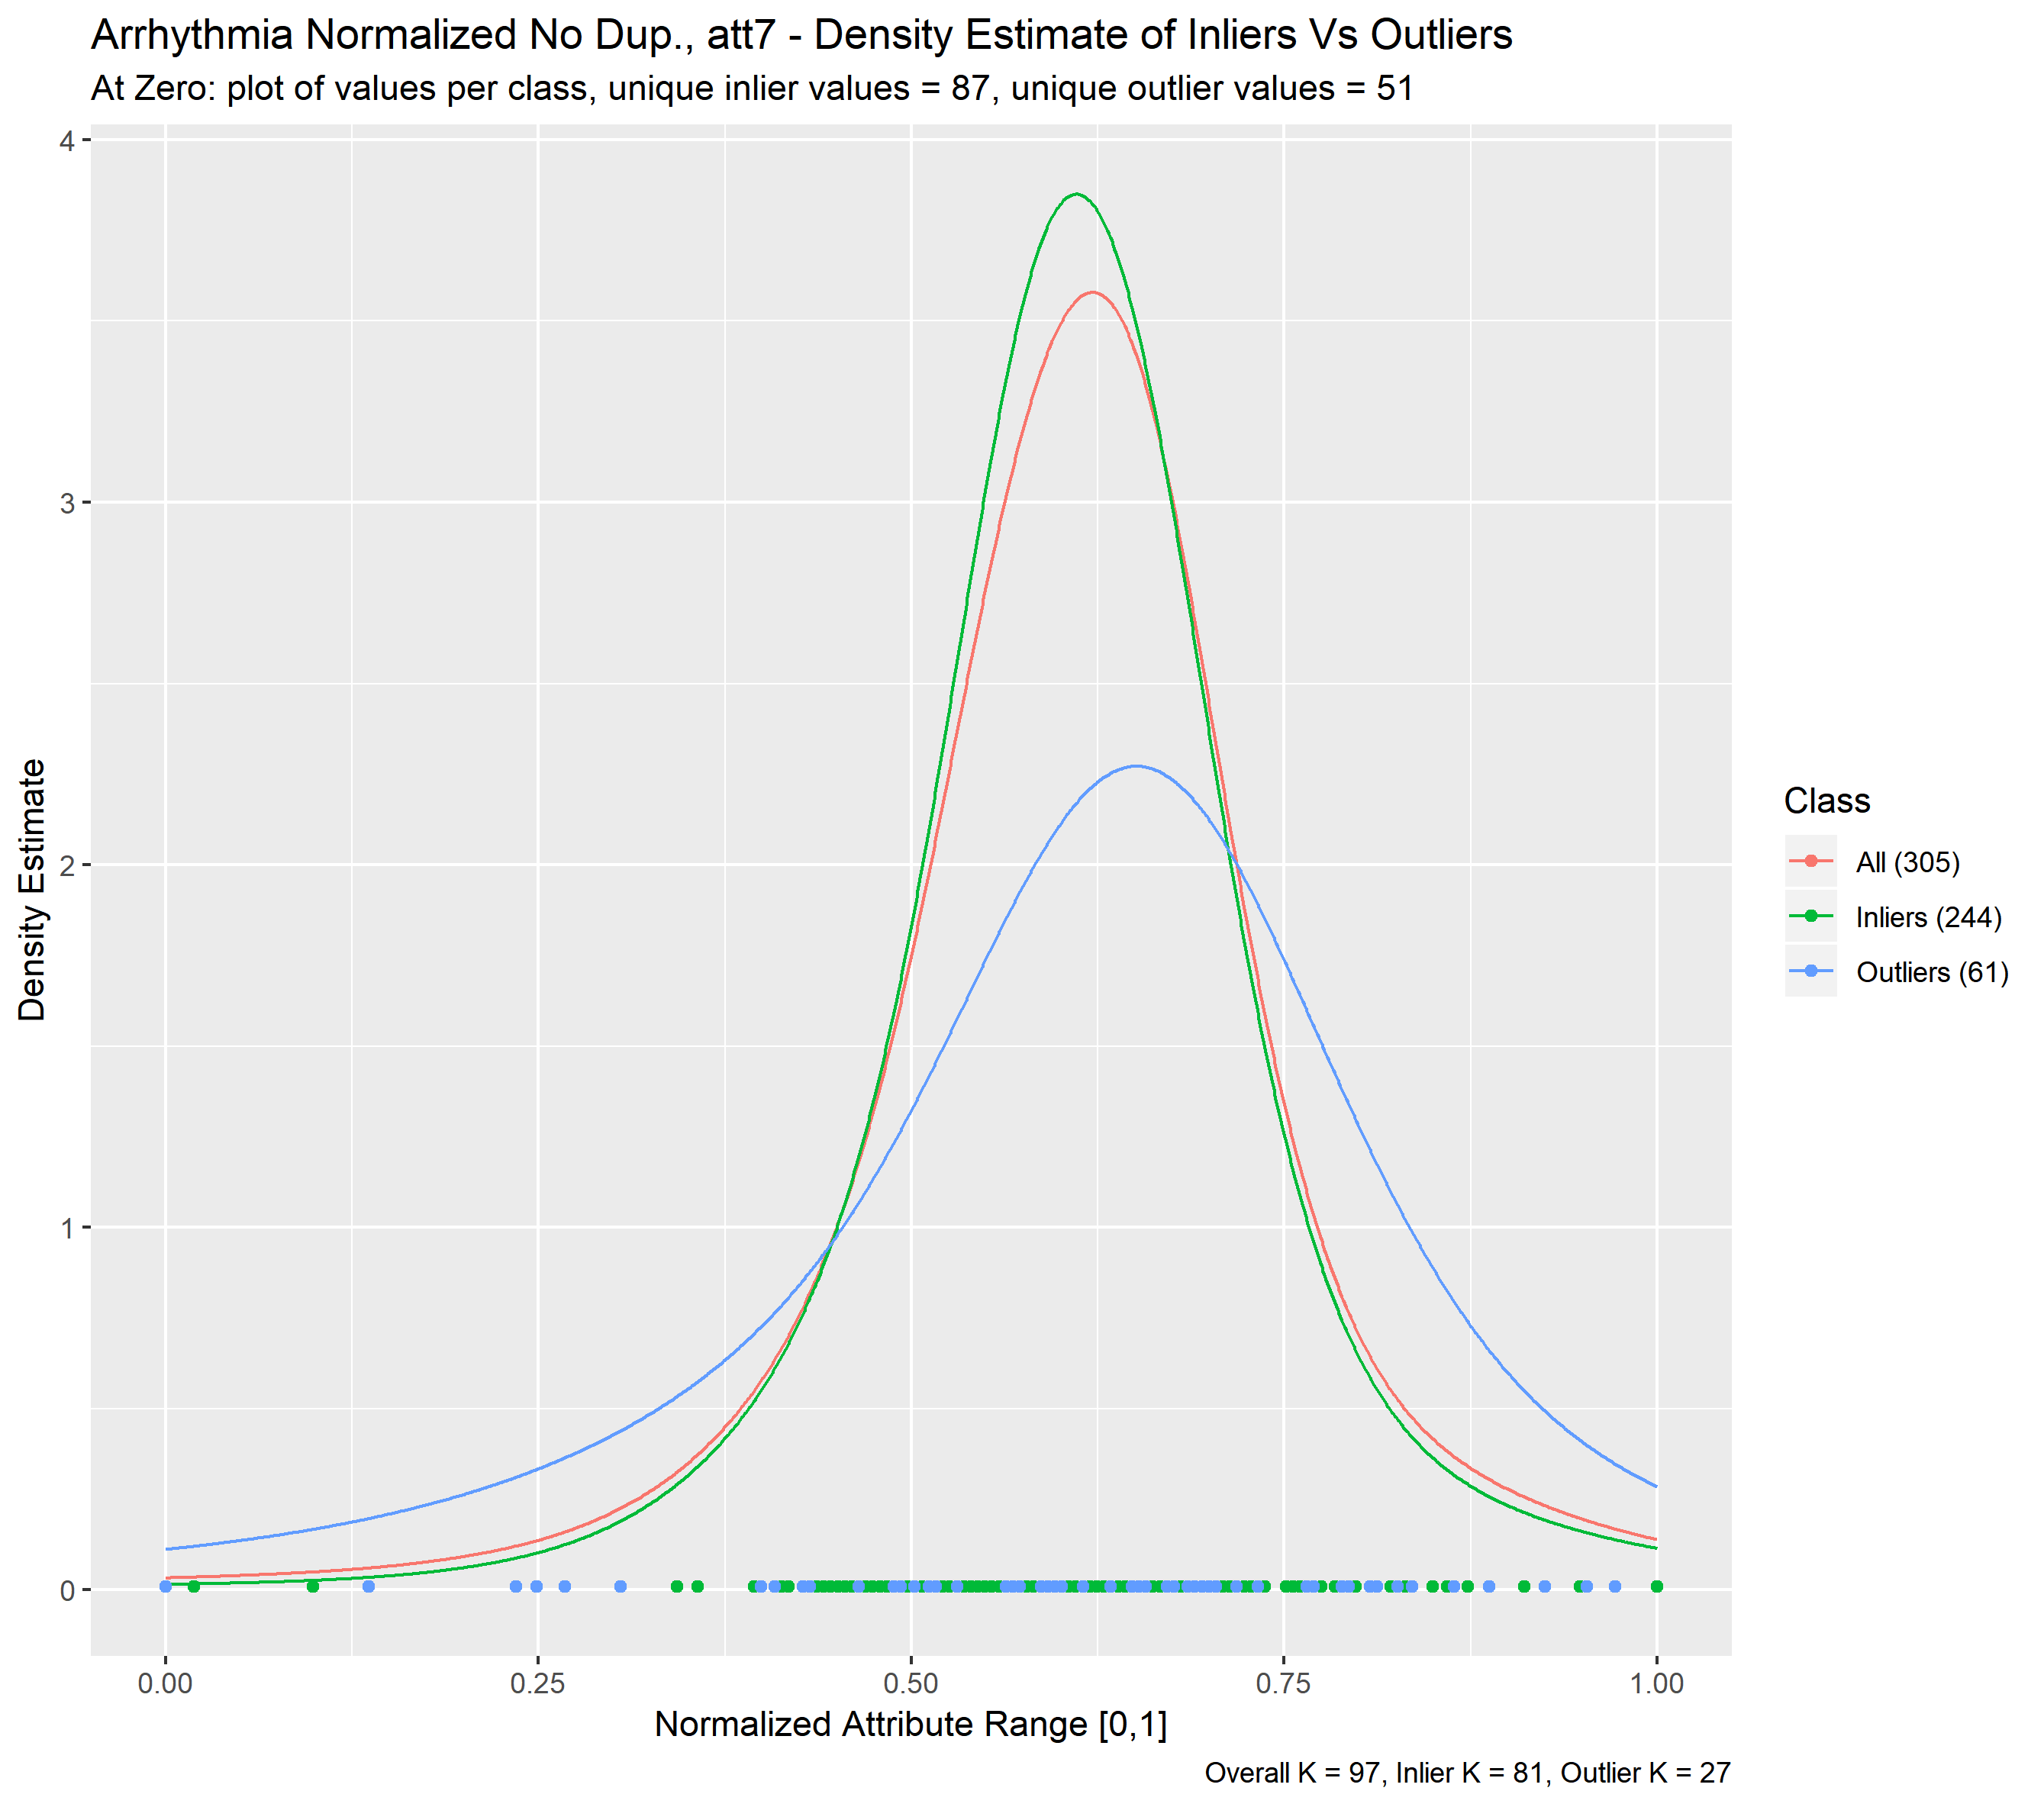 Arrhythmia Normalized No Dup., att7 - Density Estimate of Inliers Vs Outliers
At Zero: plot of values per class, unique inlier values = 87, unique outlier values = 51
4
3
2
1
0
Density Estimate
0.00
0.25
0.50
0.75
1.00
Normalized Attribute Range [0,1]
Class
All (305)
Inliers (244)
Outliers (61)
Overall K = 97, Inlier K = 81, Outlier K = 27